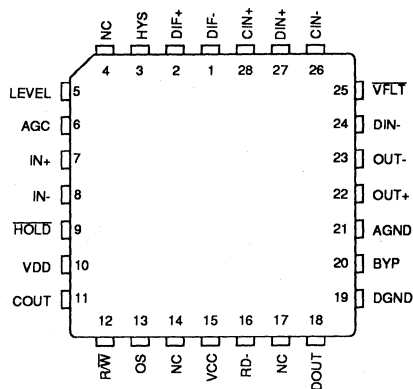 NC HYS DIF+ DIF- CIN+ DIN+ CIN-
4 3 2 1 28 27 26
LEVEL 5
AGC 6
IN+ 7
IN- 8
HOLD 9
VDD 10
COUT 11
25 VFLT
24 DIN-
23 OUT-
22 OUT+
21 AGND
20 BYP
19 DGND
12 13 14 15 16 17 18
R/W OS NC VCC RD- NC DOUT